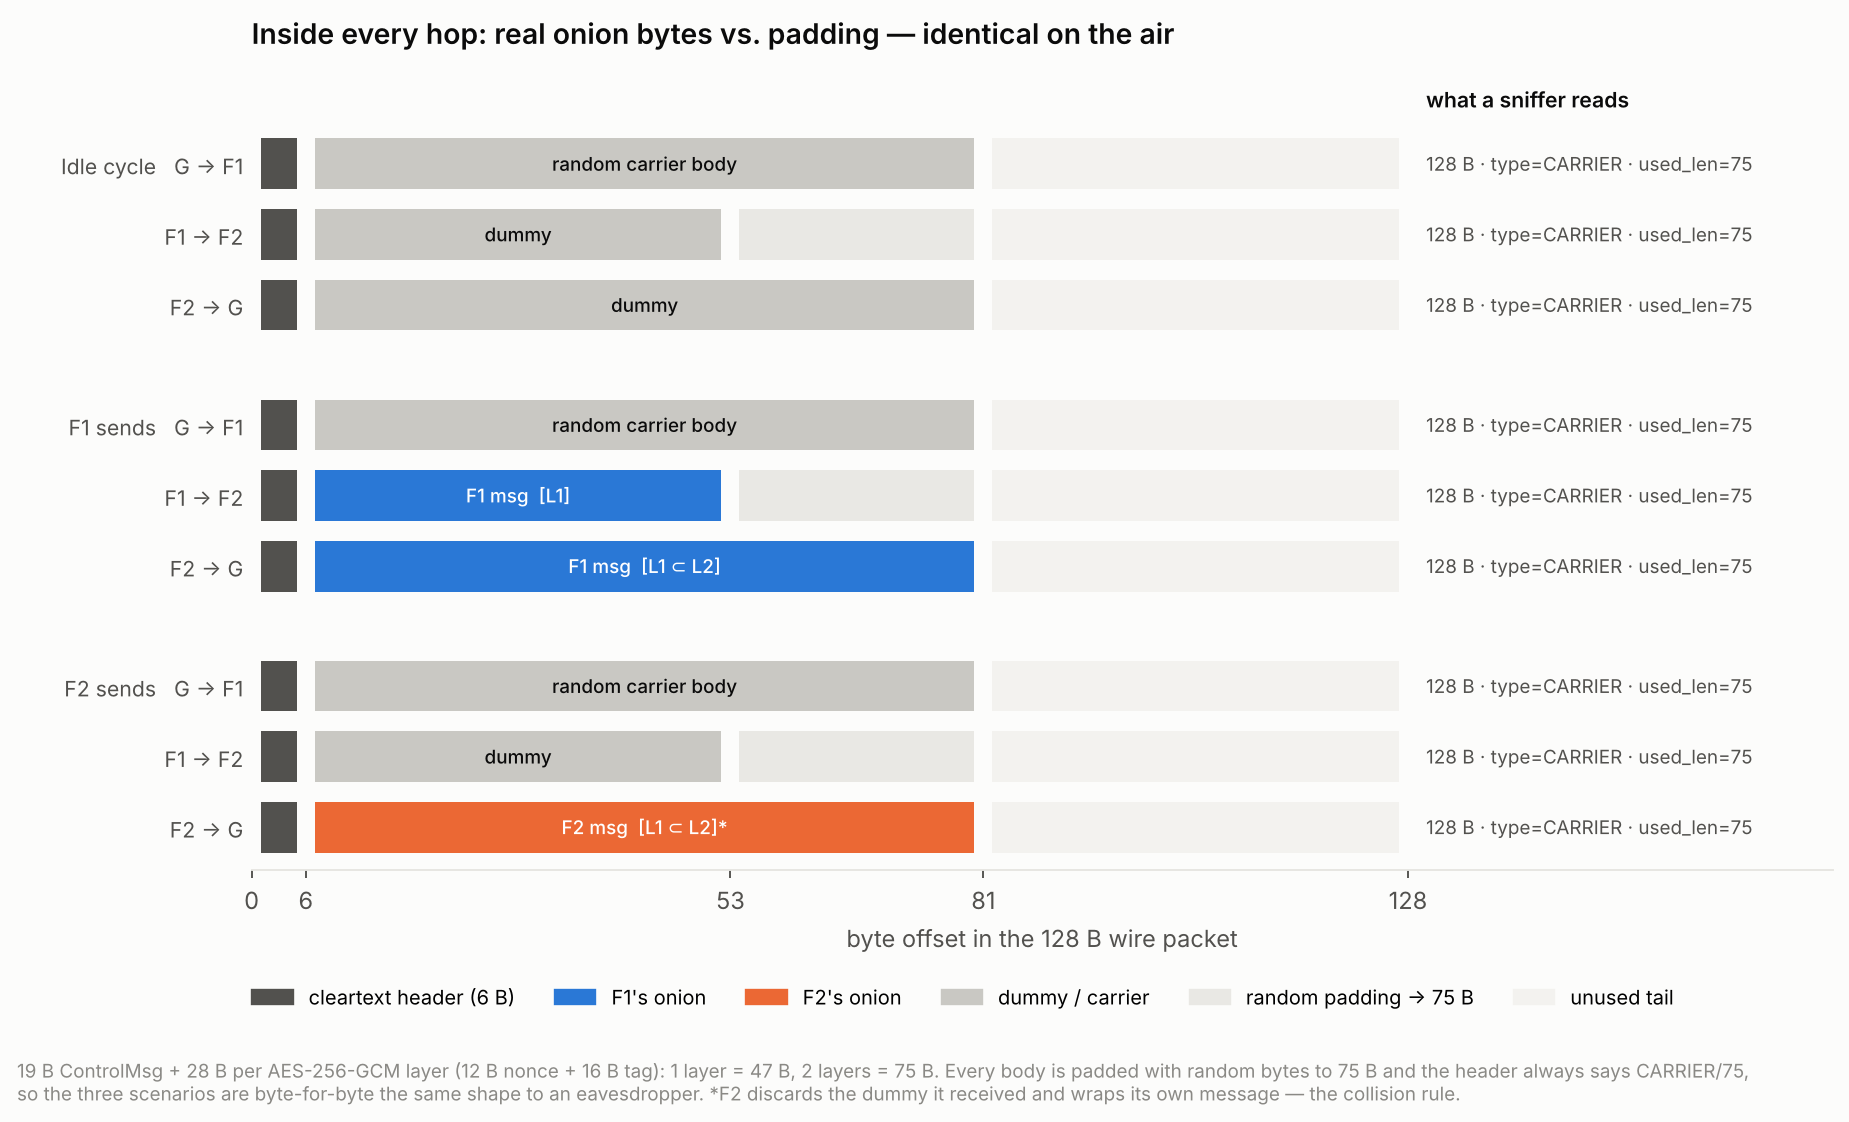 Inside every hop: real onion bytes vs. padding — identical on the air
what a sniffer reads
Idle cycle G → F1 random carrier body 128 B · type=CARRIER · used_len=75
F1 → F2 dummy 128 B · type=CARRIER · used_len=75
F2 → G dummy 128 B · type=CARRIER · used_len=75
F1 sends G → F1 random carrier body 128 B · type=CARRIER · used_len=75
F1 → F2 F1 msg [L1] 128 B · type=CARRIER · used_len=75
F2 → G F1 msg [L1 ⊂ L2] 128 B · type=CARRIER · used_len=75
F2 sends G → F1 random carrier body 128 B · type=CARRIER · used_len=75
F1 → F2 dummy 128 B · type=CARRIER · used_len=75
F2 → G F2 msg [L1 ⊂ L2]* 128 B · type=CARRIER · used_len=75
0 6 53 81 128
byte offset in the 128 B wire packet
cleartext header (6 B) F1's onion F2's onion dummy / carrier random padding → 75 B unused tail
19 B ControlMsg + 28 B per AES-256-GCM layer (12 B nonce + 16 B tag): 1 layer = 47 B, 2 layers = 75 B. Every body is padded with random bytes to 75 B and the header always says CARRIER/75,
so the three scenarios are byte-for-byte the same shape to an eavesdropper. *F2 discards the dummy it received and wraps its own message — the collision rule.